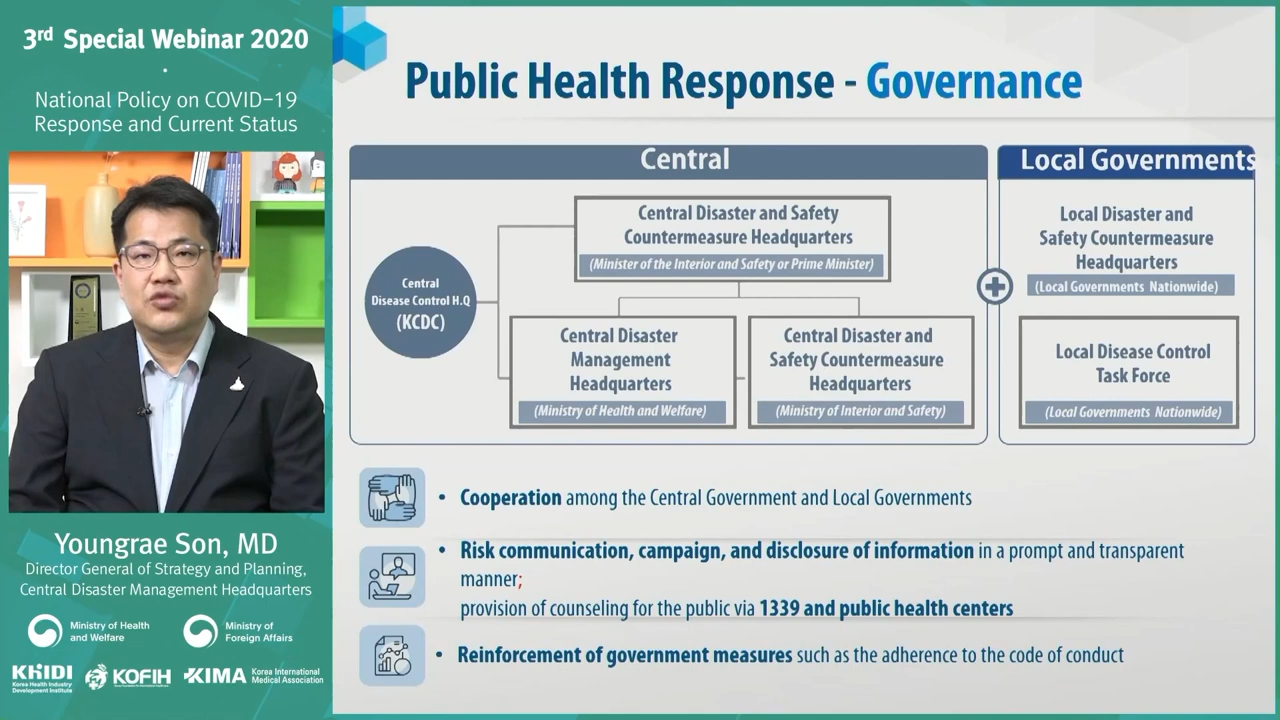 3rd Special Webinar 2020
·
National Policy on COVID-19
Response and Current Status
Youngrae Son, MD
Director General of Strategy and Planning,
Central Disaster Management Headquarters
Ministry of Health
and Welfare
Ministry of
Foreign Affairs
KHIDI
Korea Health Industry
Development Institute
KOFIH
KIMA
Korea International
Medical Association
Public Health Response - Governance
Central
Central
Disease Control H.Q
(KCDC)
Central Disaster and Safety
Countermeasure Headquarters
(Minister of the Interior and Safety or Prime Minister)
Central Disaster
Management
Headquarters
(Ministry of Health and Welfare)
Central Disaster and
Safety Countermeasure
Headquarters
(Ministry of Interior and Safety)
Local Governments
Local Disaster and
Safety Countermeasure
Headquarters
(Local Governments Nationwide)
Local Disease Control
Task Force
(Local Governments Nationwide)
• Cooperation among the Central Government and Local Governments
• Risk communication, campaign, and disclosure of information in a prompt and transparent
manner;
provision of counseling for the public via 1339 and public health centers
• Reinforcement of government measures such as the adherence to the code of conduct